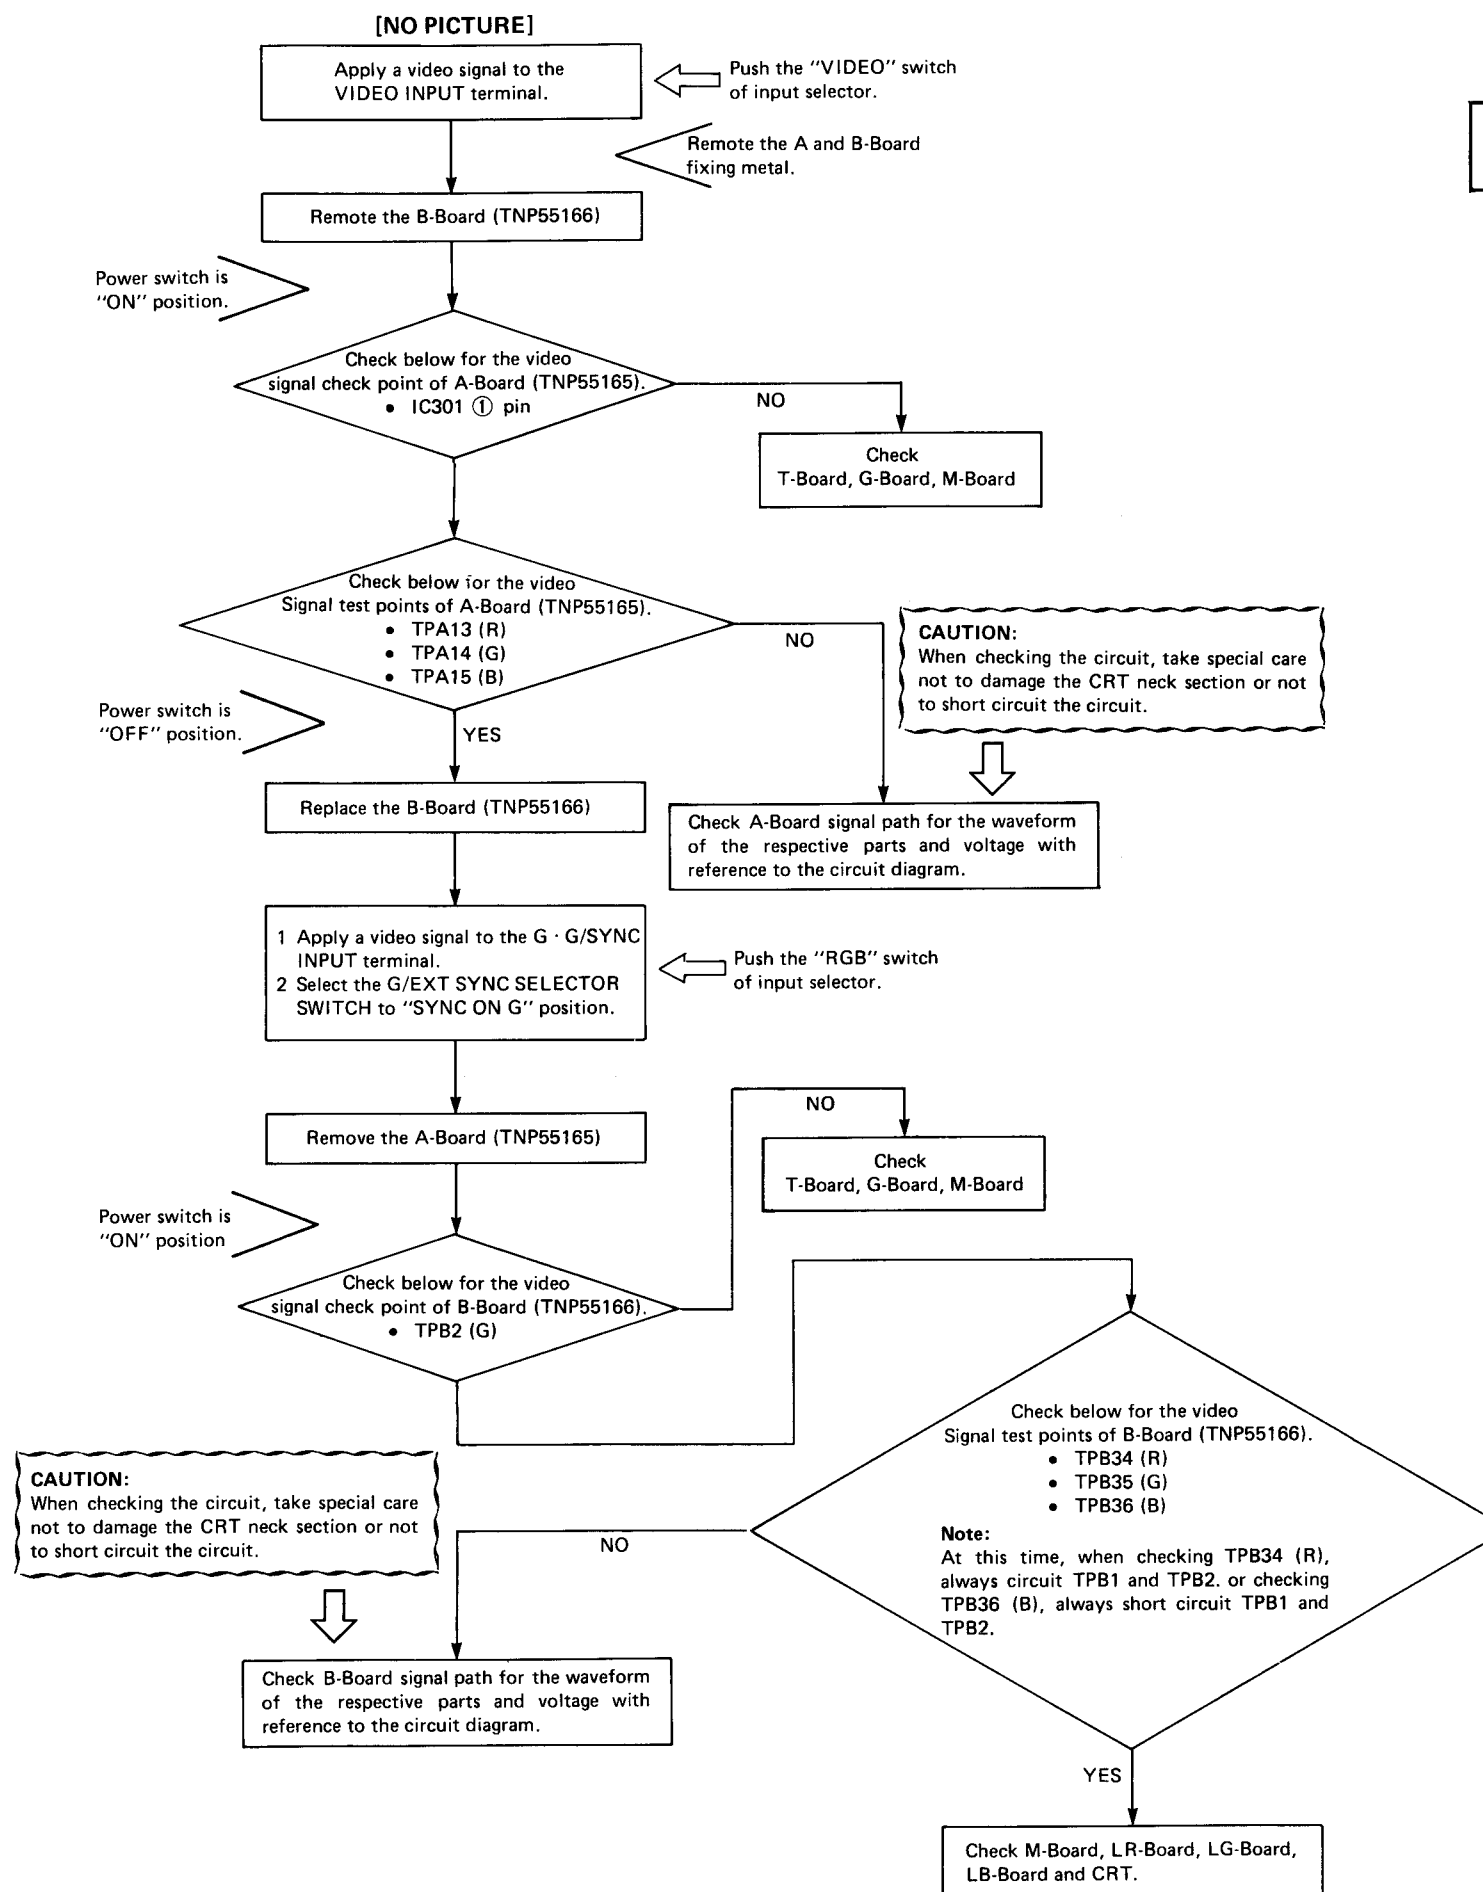 [NO PICTURE]
Apply a video signal to the
VIDEO INPUT terminal.
Push the "VIDEO" switch
of input selector.
Remote the A and B-Board
fixing metal.
Remote the B-Board (TNP55166)
Power switch is
"ON" position.
Check below for the video
signal check point of A-Board (TNP55165).
• IC301 ① pin
NO
Check
T-Board, G-Board, M-Board
Check below for the video
Signal test points of A-Board (TNP55165).
• TPA13 (R)
• TPA14 (G)
• TPA15 (B)
NO
CAUTION:
When checking the circuit, take special care
not to damage the CRT neck section or not
to short circuit the circuit.
Power switch is
"OFF" position.
YES
Replace the B-Board (TNP55166)
Check A-Board signal path for the waveform
of the respective parts and voltage with
reference to the circuit diagram.
1 Apply a video signal to the G · G/SYNC
INPUT terminal.
2 Select the G/EXT SYNC SELECTOR
SWITCH to "SYNC ON G" position.
Push the "RGB" switch
of input selector.
Remove the A-Board (TNP55165)
NO
Check
T-Board, G-Board, M-Board
Power switch is
"ON" position
Check below for the video
signal check point of B-Board (TNP55166).
• TPB2 (G)
Check below for the video
Signal test points of B-Board (TNP55166).
• TPB34 (R)
• TPB35 (G)
• TPB36 (B)
Note:
At this time, when checking TPB34 (R),
always circuit TPB1 and TPB2. or checking
TPB36 (B), always short circuit TPB1 and
TPB2.
CAUTION:
When checking the circuit, take special care
not to damage the CRT neck section or not
to short circuit the circuit.
NO
Check B-Board signal path for the waveform
of the respective parts and voltage with
reference to the circuit diagram.
YES
Check M-Board, LR-Board, LG-Board,
LB-Board and CRT.